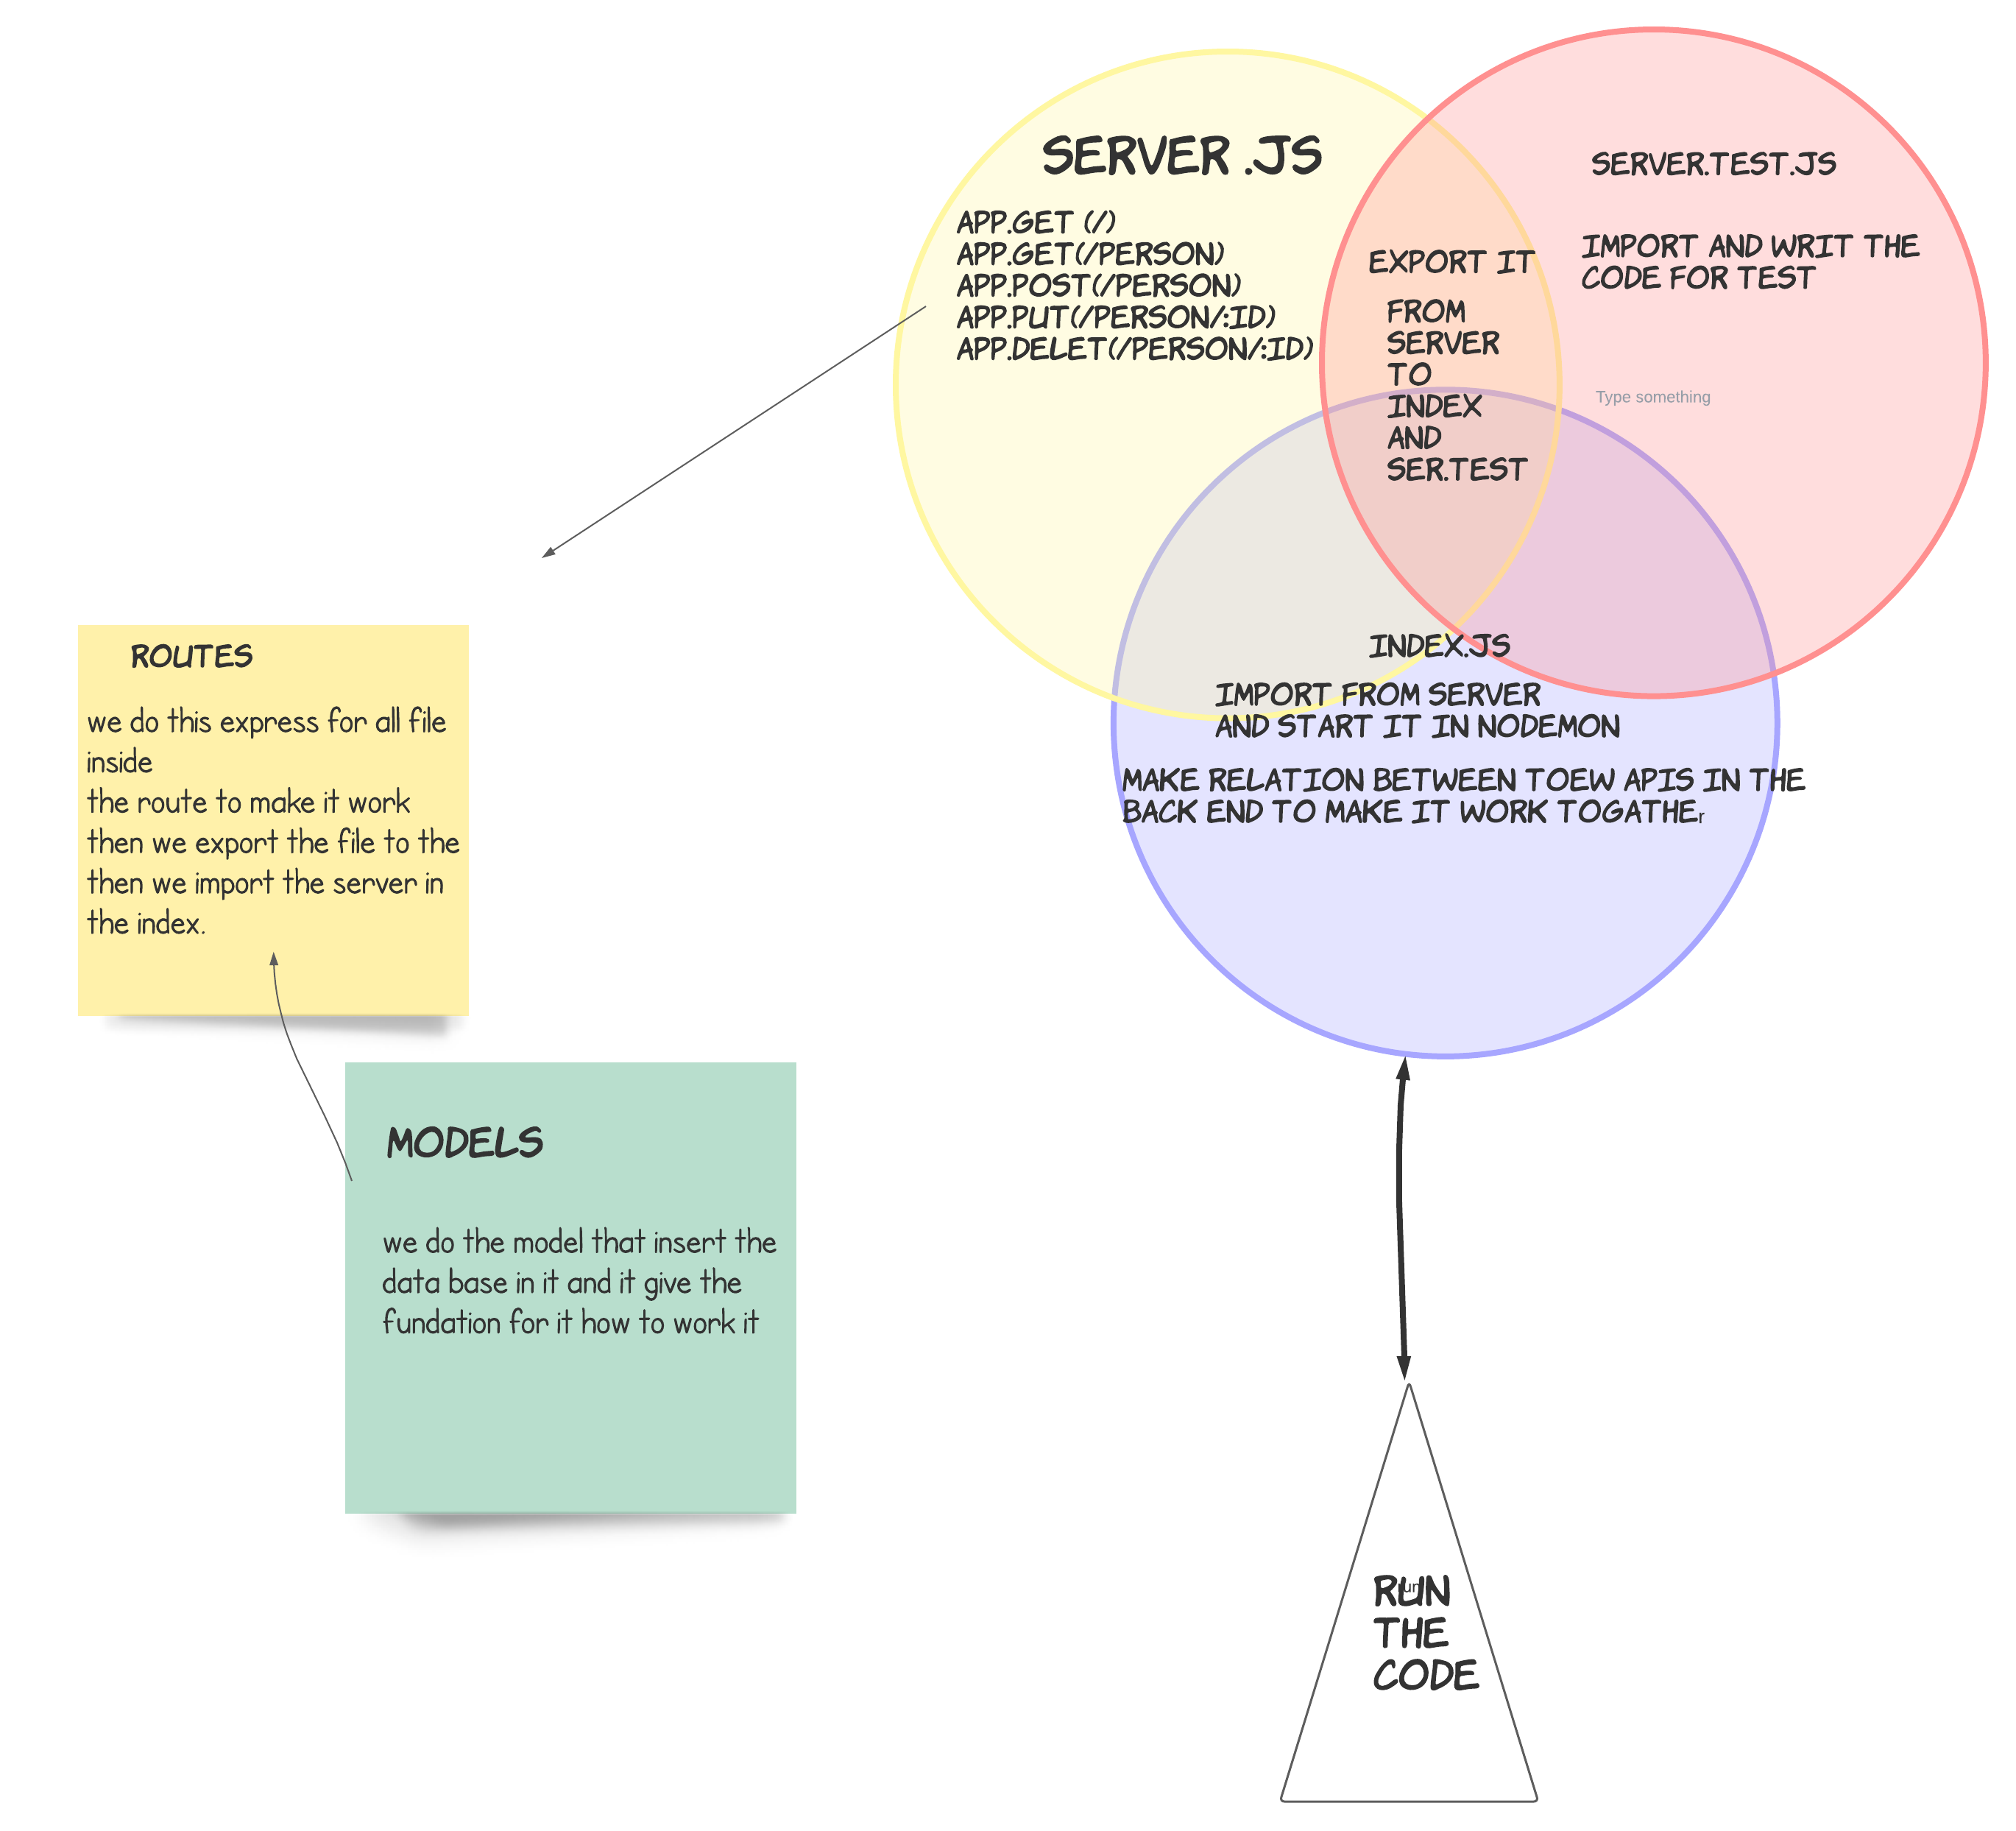 SERVER .JS
APP.GET (/)
APP.GET(/PERSON)
APP.POST(/PERSON)
APP.PUT(/PERSON/:ID)
APP.DELET(/PERSON/:ID)
EXPORT IT
FROM
SERVER
TO
INDEX
AND
SER.TEST
SERVER.TEST.JS
IMPORT AND WRIT THE
CODE FOR TEST
Type something
INDEX.JS
IMPORT FROM SERVER
AND START IT IN NODEMON
MAKE RELATION BETWEEN TOEW APIS IN THE
BACK END TO MAKE IT WORK TOGATHEr
ROUTES
we do this express for all file
inside
the route to make it work
then we export the file to the
then we import the server in
the index.
MODELS
we do the model that insert the
data base in it and it give the
fundation for it how to work it
run
RUN
THE
CODE